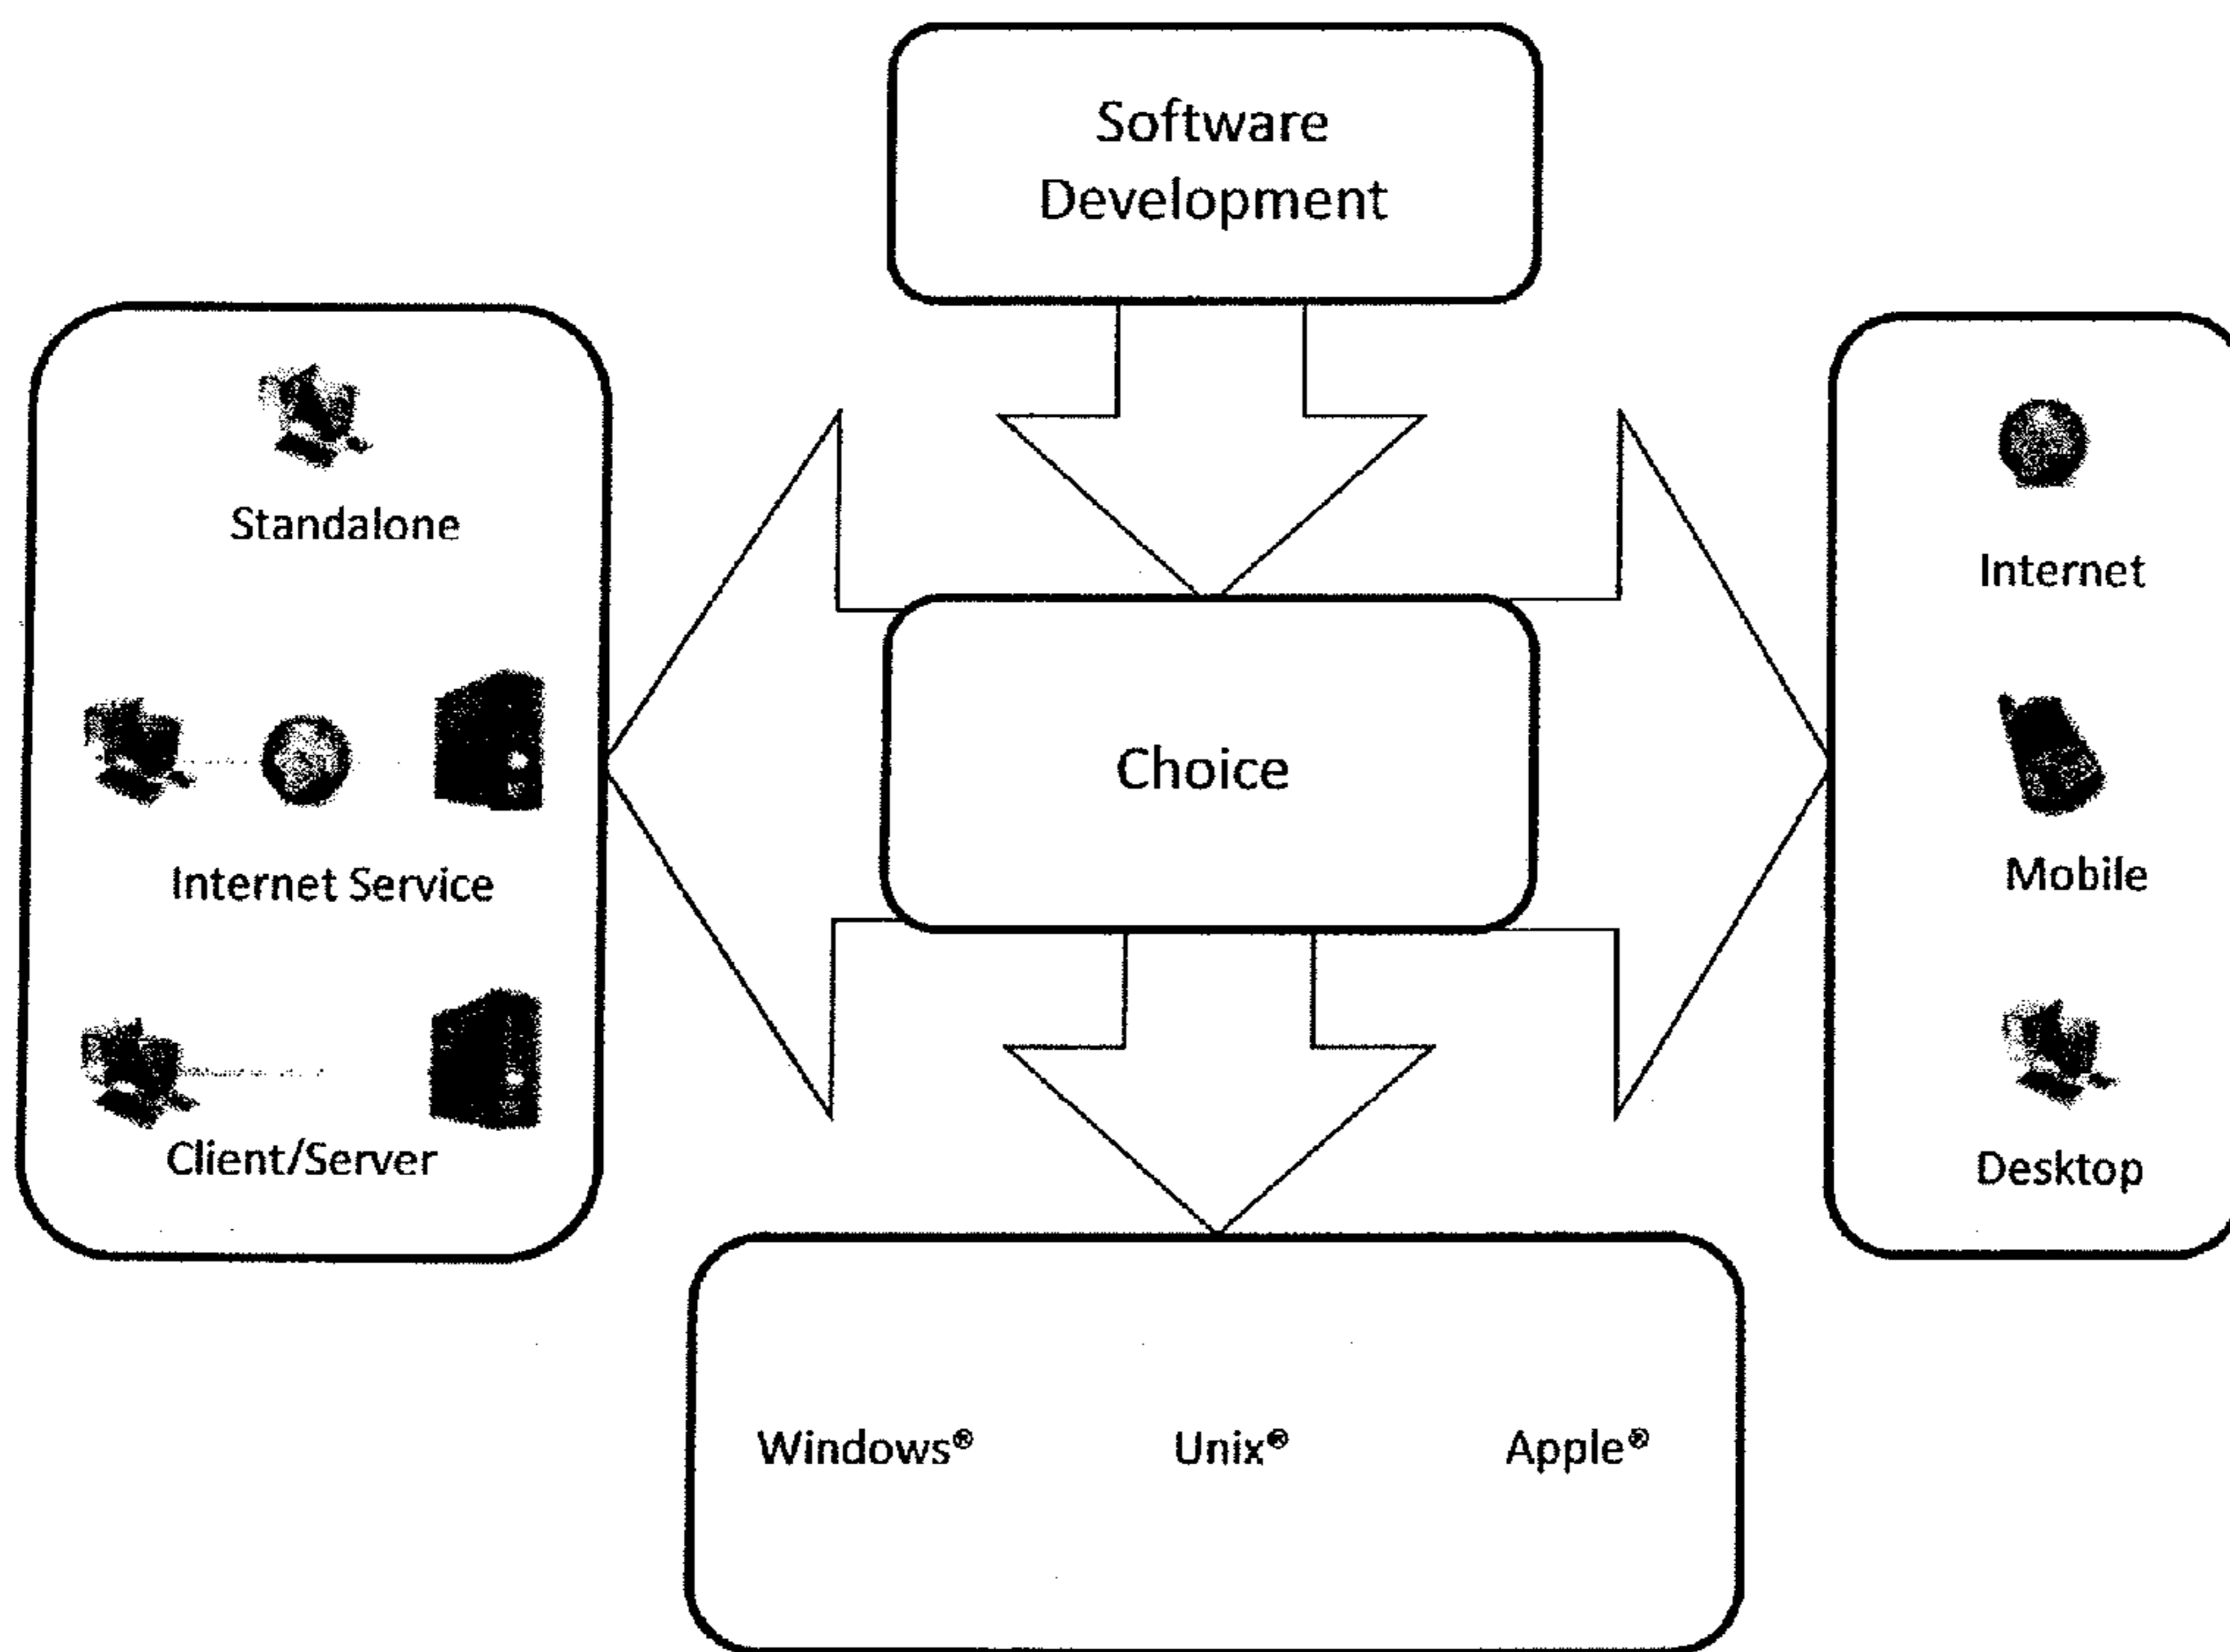 Software
Development
Standalone
Internet Service
Client/Server
Choice
Internet
Mobile
Desktop
Windows® Unix® Apple®